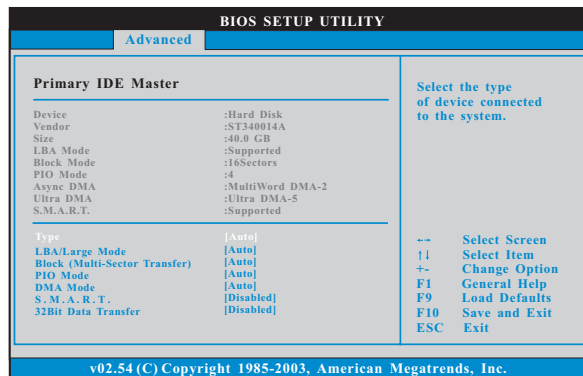 BIOS SETUP UTILITY
Advanced
Primary IDE Master
Device :Hard Disk
Vendor :ST340014A
Size :40.0 GB
LBA Mode :Supported
Block Mode :16Sectors
PIO Mode :4
Async DMA :MultiWord DMA-2
Ultra DMA :Ultra DMA-5
S.M.A.R.T. :Supported
Type [Auto]
LBA/Large Mode [Auto]
Block (Multi-Sector Transfer) [Auto]
PIO Mode [Auto]
DMA Mode [Auto]
S.M.A.R.T. [Disabled]
32Bit Data Transfer [Disabled]
Select the type
of device connected
to the system.
←→ Select Screen
↑↓ Select Item
+- Change Option
F1 General Help
F9 Load Defaults
F10 Save and Exit
ESC Exit
v02.54 (C) Copyright 1985-2003, American Megatrends, Inc.